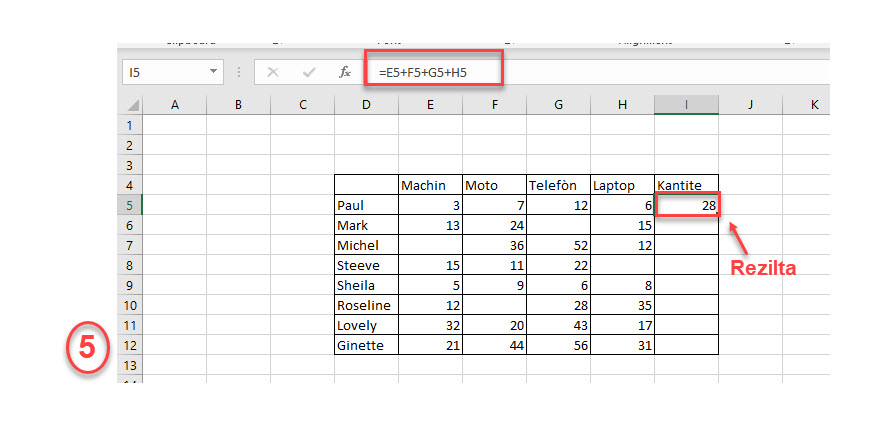 I5 fx =E5+F5+G5+H5
A B C D E F G H I J K
1
2
3
4 Machin Moto Telefòn Laptop Kantite
5 Paul 3 7 12 6 28
6 Mark 13 24 15
7 Michel 36 52 12
Rezilta
8 Steeve 15 11 22
9 Sheila 5 9 6 8
10 Roseline 12 28 35
11 Lovely 32 20 43 17
5
12 Ginette 21 44 56 31
13